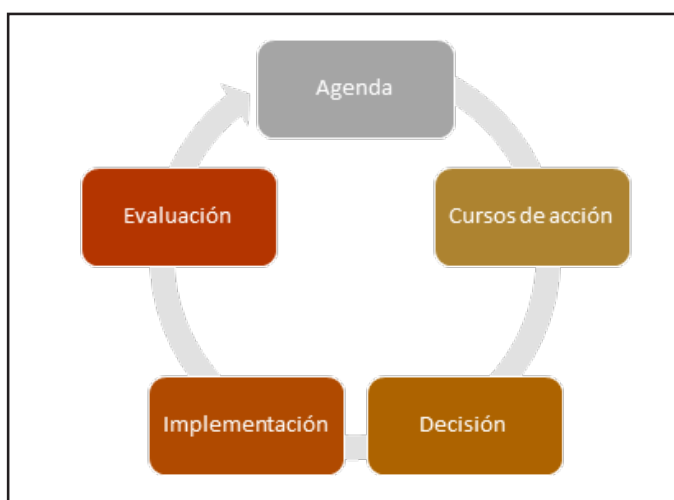 Agenda
Cursos de acción
Decisión
Implementación
Evaluación